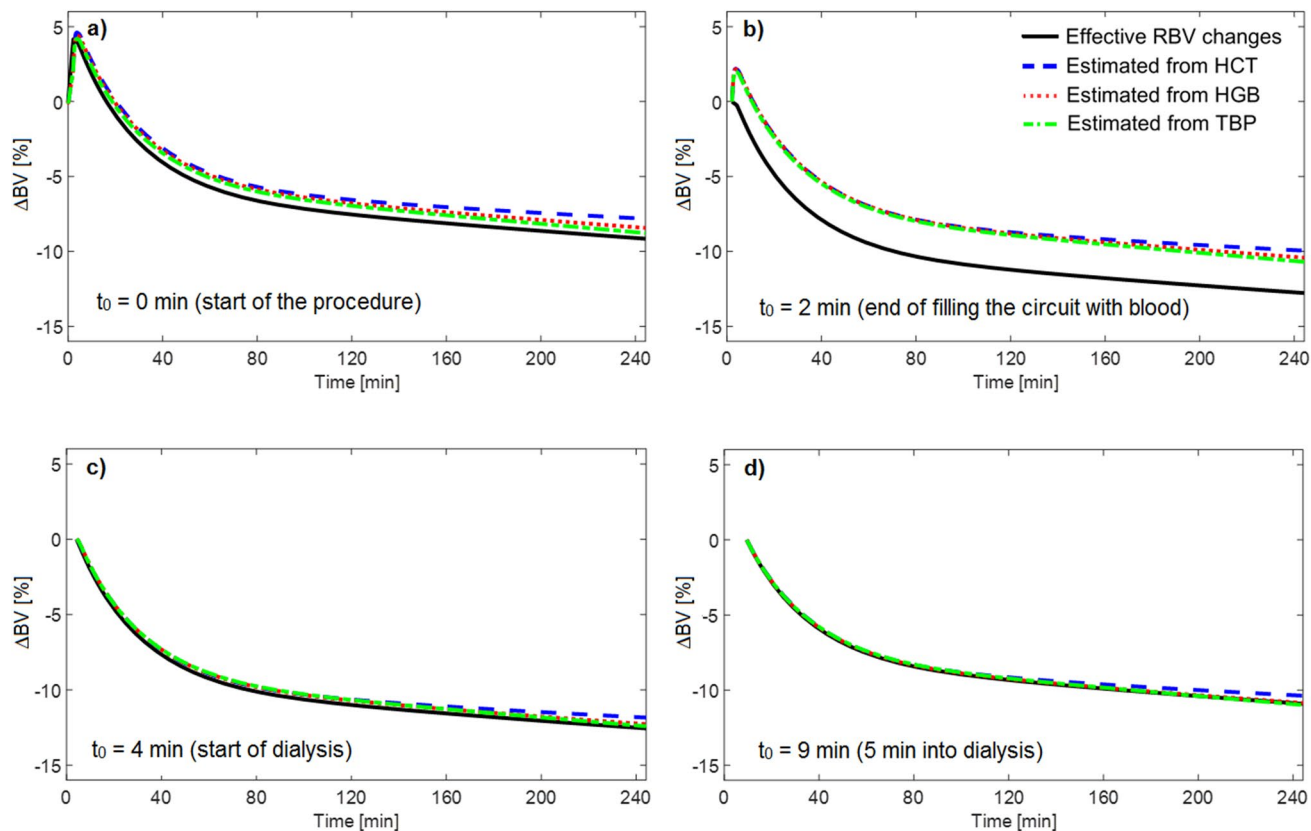 a)
5
0
-5
-10
-15
ΔBV [%]
t₀ = 0 min (start of the procedure)
0 40 80 120 160 200 240
Time [min]
b)
Effective RBV changes
Estimated from HCT
Estimated from HGB
Estimated from TBP
5
0
-5
-10
-15
ΔBV [%]
t₀ = 2 min (end of filling the circuit with blood)
0 40 80 120 160 200 240
Time [min]
c)
5
0
-5
-10
-15
ΔBV [%]
t₀ = 4 min (start of dialysis)
0 40 80 120 160 200 240
Time [min]
d)
5
0
-5
-10
-15
ΔBV [%]
t₀ = 9 min (5 min into dialysis)
0 40 80 120 160 200 240
Time [min]